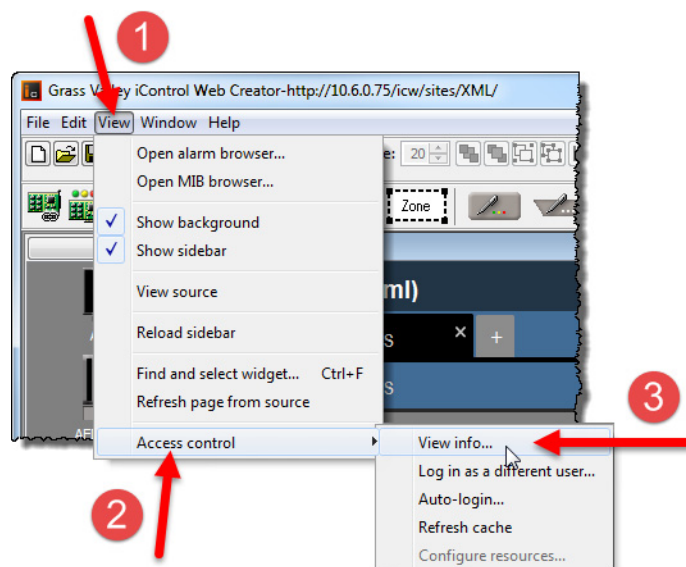 1
Grass Valley iControl Web Creator-http://10.6.0.75/icw/sites/XML/
File Edit View Window Help
Open alarm browser...
e: 20
Open MIB browser...
Zone
Show background
Show sidebar
View source
ml)
Reload sidebar
s × +
Find and select widget... Ctrl+F
s
Refresh page from source
3
Access control
View info...
Log in as a different user...
2
Auto-login...
Refresh cache
Configure resources...